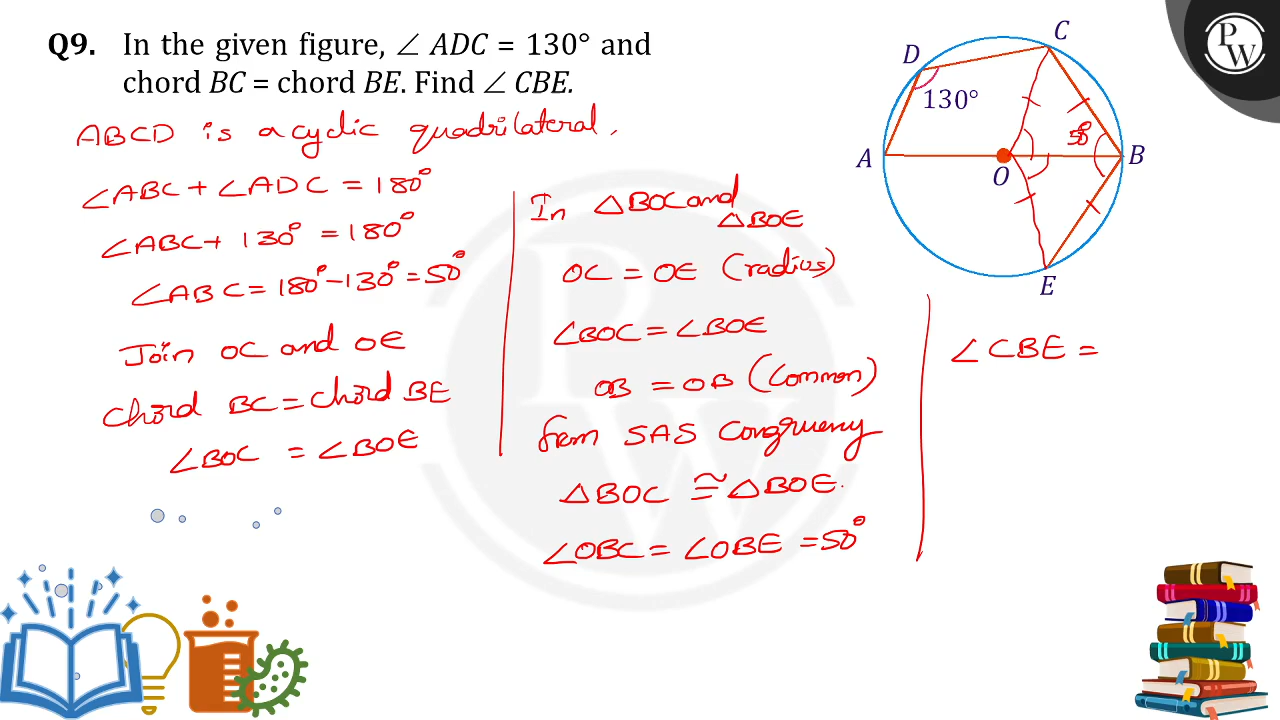 Q9. In the given figure, ∠ ADC = 130° and
chord BC = chord BE. Find ∠ CBE.
ABCD is a cyclic quadrilateral.
∠ABC + ∠ADC = 180°
∠ABC + 130° = 180°
∠ABC = 180° - 130° = 50°
Join OC and OE
Chord BC = Chord BE
∠BOC = ∠BOE
In △BOC and
△BOE
OC = OE (radius)
∠BOC = ∠BOE
OB = OB (Common)
from SAS Congruency
△BOC ≅ △BOE.
∠OBC = ∠OBE = 50°
∠CBE =
C
D
130°
50°
A
O
B
E
PW
PW